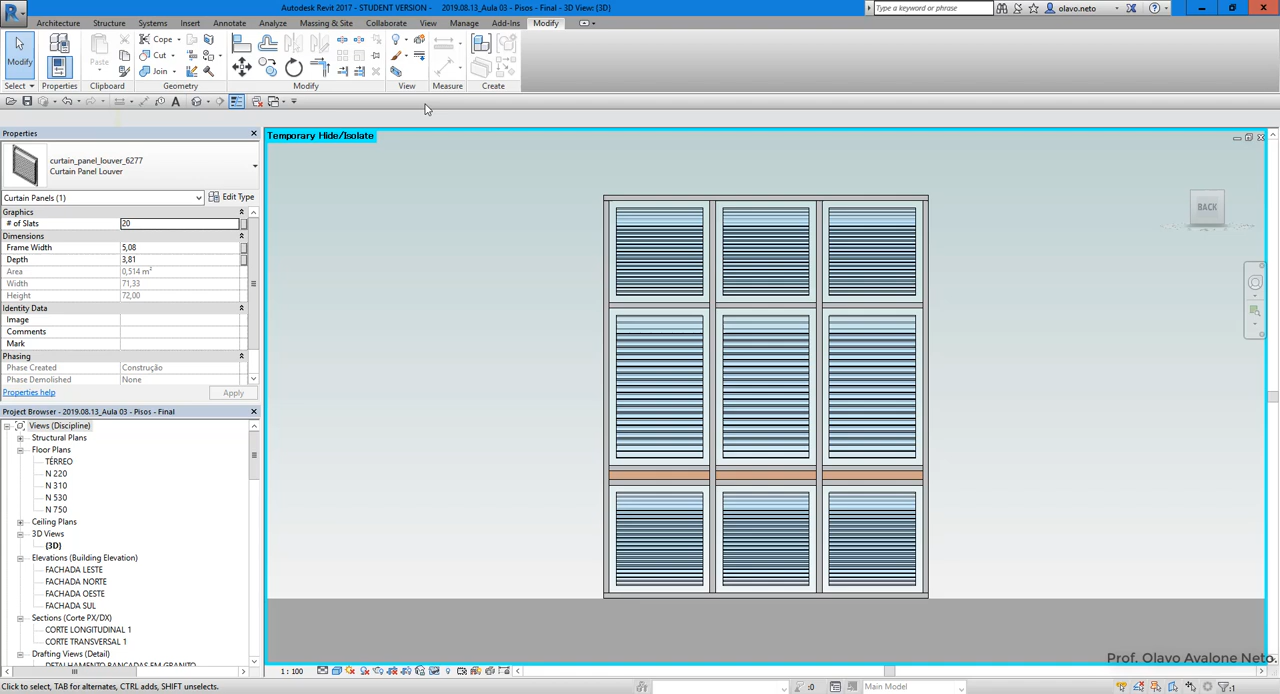 Autodesk Revit 2017 - STUDENT VERSION - 2019.08.13_Aula 03 - Pisos - Final - 3D View: {3D}
Type a keyword or phrase
olavo.neto
Architecture Structure Systems Insert Annotate Analyze Massing & Site Collaborate View Manage Add-Ins Modify
Modify
Paste
Cope
Cut
Join
Select Properties Clipboard Geometry Modify View Measure Create
Properties
curtain_panel_louver_6277
Curtain Panel Louver
Curtain Panels (1)
Edit Type
Graphics
# of Slats 20
Dimensions
Frame Width 5,08
Depth 3,81
Area 0,514 m²
Width 71,33
Height 72,00
Identity Data
Image
Comments
Mark
Phasing
Phase Created Construção
Phase Demolished None
Properties help
Apply
Project Browser - 2019.08.13_Aula 03 - Pisos - Final
Views (Discipline)
Structural Plans
Floor Plans
TÉRREO
N 220
N 310
N 530
N 750
Ceiling Plans
3D Views
{3D}
Elevations (Building Elevation)
FACHADA LESTE
FACHADA NORTE
FACHADA OESTE
FACHADA SUL
Sections (Corte PX/DX)
CORTE LONGITUDINAL 1
CORTE TRANSVERSAL 1
Drafting Views (Detail)
DETALHAMENTO BANCADAS EM GRANITO
Temporary Hide/Isolate
BACK
1 : 100
Prof. Olavo Avalone Neto.
Click to select, TAB for alternates, CTRL adds, SHIFT unselects.
:0
Main Model
:1